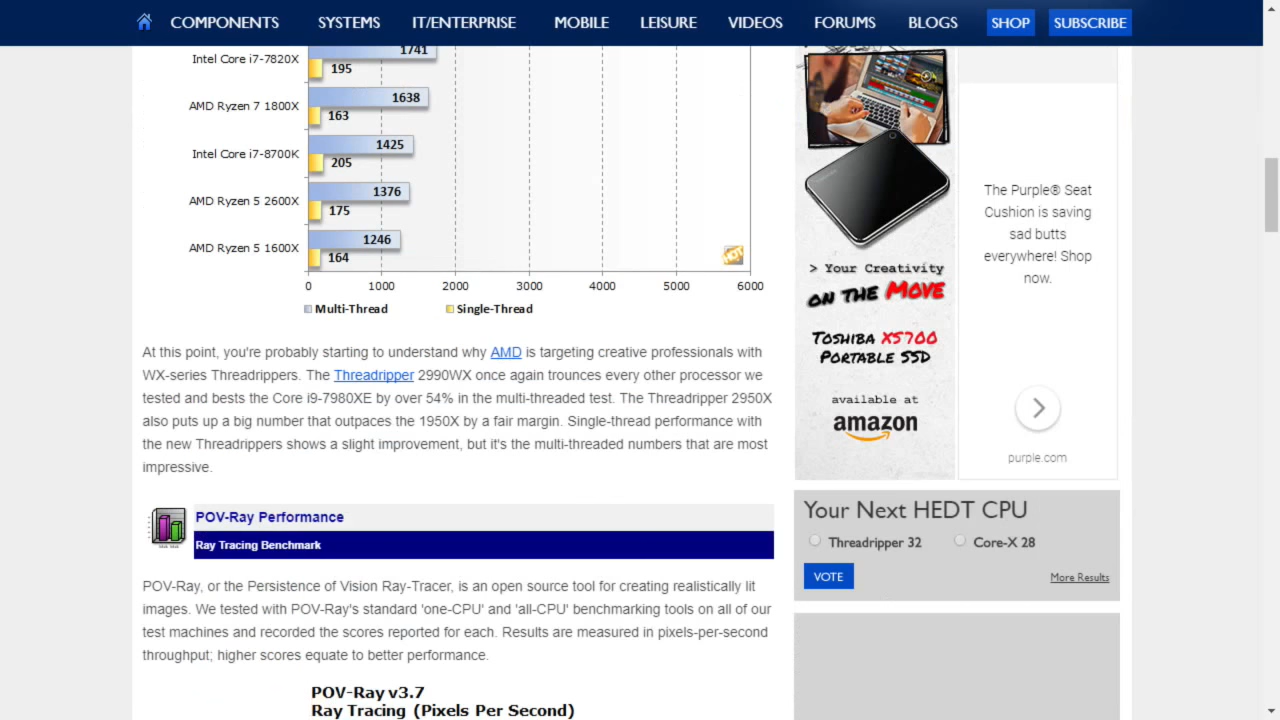 COMPONENTS SYSTEMS IT/ENTERPRISE MOBILE LEISURE VIDEOS FORUMS BLOGS SHOP SUBSCRIBE
1741
Intel Core i7-7820X
195
AMD Ryzen 7 1800X
1638
163
Intel Core i7-8700K
1425
205
AMD Ryzen 5 2600X
1376
175
AMD Ryzen 5 1600X
1246
164
HOT
0 1000 2000 3000 4000 5000 6000
Multi-Thread Single-Thread
At this point, you're probably starting to understand why AMD is targeting creative professionals with
WX-series Threadrippers. The Threadripper 2990WX once again trounces every other processor we
tested and bests the Core i9-7980XE by over 54% in the multi-threaded test. The Threadripper 2950X
also puts up a big number that outpaces the 1950X by a fair margin. Single-thread performance with
the new Threadrippers shows a slight improvement, but it's the multi-threaded numbers that are most
impressive.
POV-Ray Performance
Ray Tracing Benchmark
POV-Ray, or the Persistence of Vision Ray-Tracer, is an open source tool for creating realistically lit
images. We tested with POV-Ray's standard 'one-CPU' and 'all-CPU' benchmarking tools on all of our
test machines and recorded the scores reported for each. Results are measured in pixels-per-second
throughput; higher scores equate to better performance.
POV-Ray v3.7
Ray Tracing (Pixels Per Second)
> Your Creativity
ON THE MOVE
TOSHIBA XS700
PORTABLE SSD
available at
amazon
The Purple® Seat
Cushion is saving
sad butts
everywhere! Shop
now.
purple.com
Your Next HEDT CPU
Threadripper 32 Core-X 28
VOTE More Results